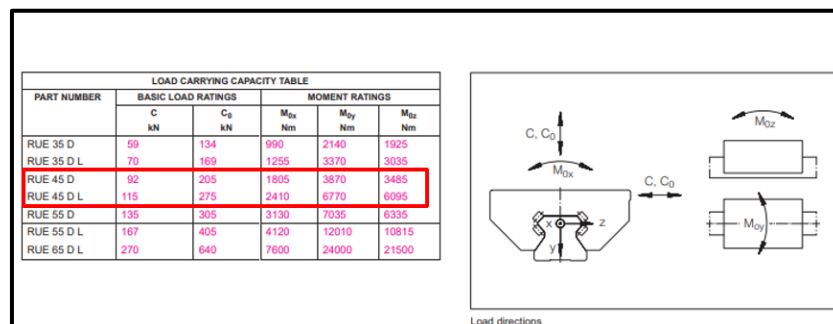 LOAD CARRYING CAPACITY TABLE
PART NUMBER BASIC LOAD RATINGS MOMENT RATINGS
C C₀ M₀ₓ M₀ᵧ M₀z
kN kN Nm Nm Nm
RUE 35 D 59 134 990 2140 1925
RUE 35 D L 70 169 1255 3370 3035
RUE 45 D 92 205 1805 3870 3485
RUE 45 D L 115 275 2410 6770 6095
RUE 55 D 135 305 3130 7035 6335
RUE 55 D L 167 405 4120 12010 10815
RUE 65 D L 270 640 7600 24000 21500
C, C₀
M₀ₓ
C, C₀
x
z
y
M₀z
M₀ᵧ
Load directions